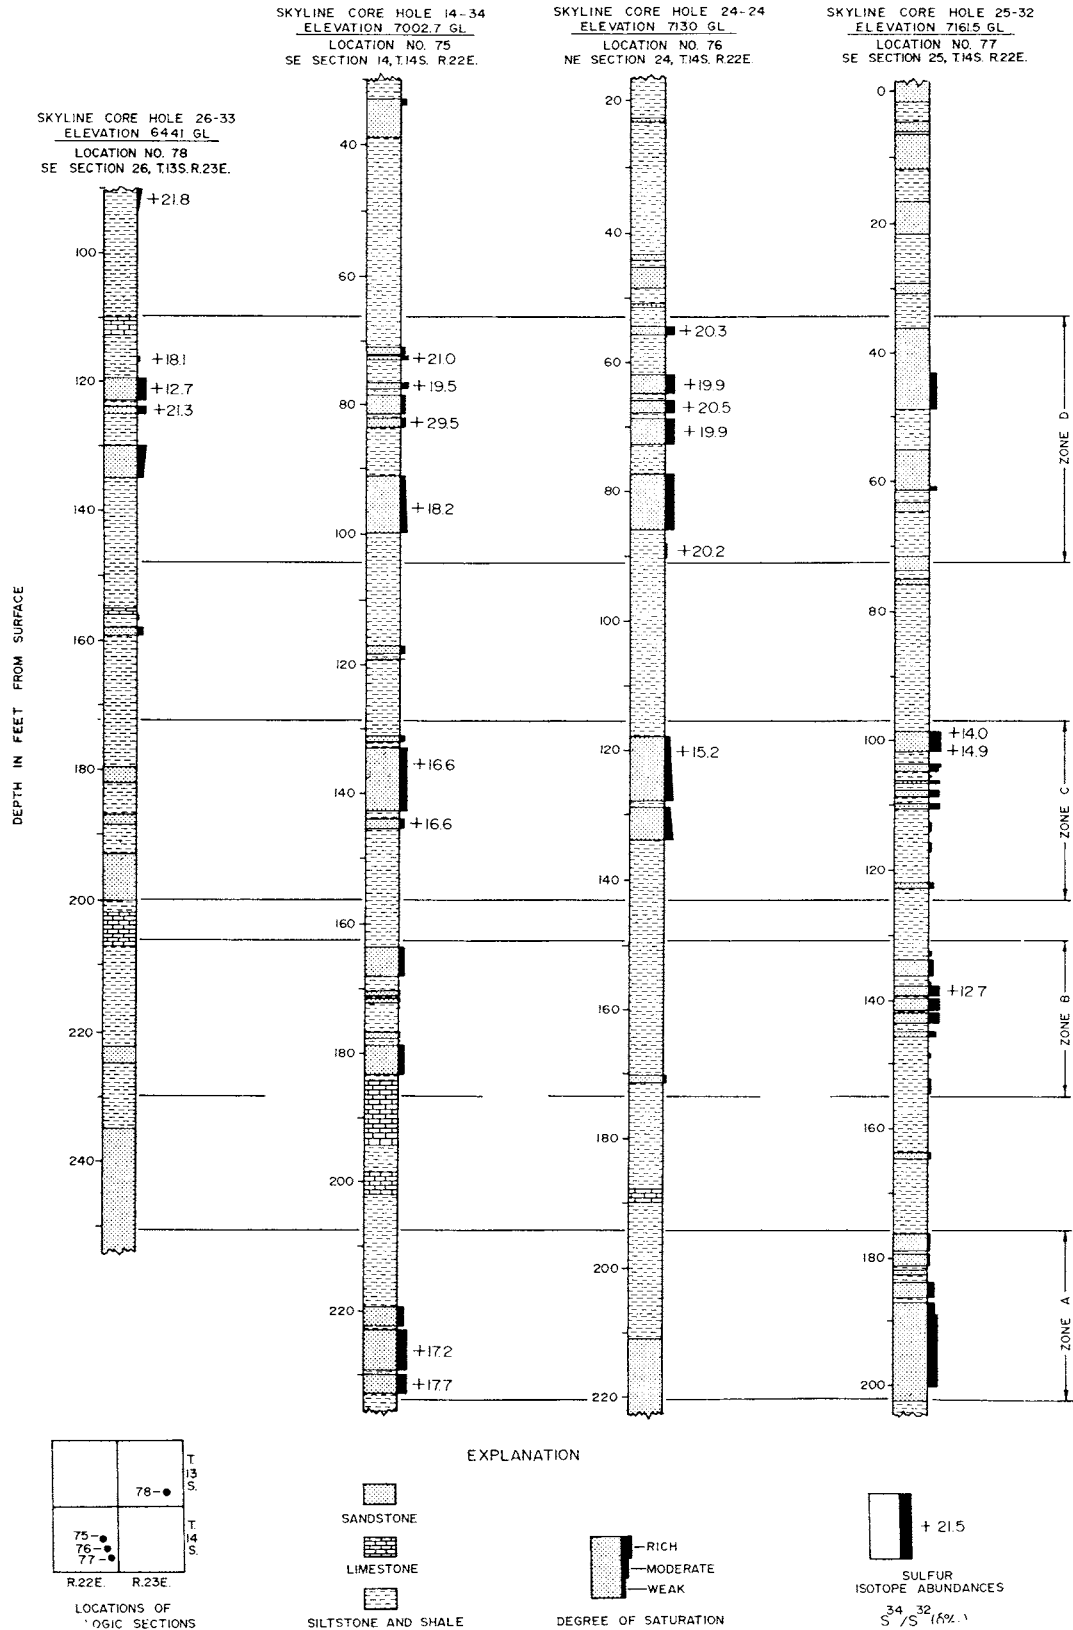 SKYLINE CORE HOLE 14-34
ELEVATION 7002.7 GL
LOCATION NO. 75
SE SECTION 14, T.14S. R.22E.
SKYLINE CORE HOLE 24-24
ELEVATION 7130 GL
LOCATION NO. 76
NE SECTION 24, T.14S. R.22E.
SKYLINE CORE HOLE 25-32
ELEVATION 7161.5 GL
LOCATION NO. 77
SE SECTION 25, T.14S. R.22E.
SKYLINE CORE HOLE 26-33
ELEVATION 6441 GL
LOCATION NO. 78
SE SECTION 26, T.13S. R.23E.
DEPTH IN FEET FROM SURFACE
100
120
140
160
180
200
220
240
+21.8
+18.1
+12.7
+21.3
40
60
80
100
120
140
160
180
200
220
+21.0
+19.5
+29.5
+18.2
+16.6
+16.6
+17.2
+17.7
20
40
60
80
100
120
140
160
180
200
220
+20.3
+19.9
+20.5
+19.9
+20.2
+15.2
0
20
40
60
80
100
120
140
160
180
200
+14.0
+14.9
+12.7
ZONE D
ZONE C
ZONE B
ZONE A
EXPLANATION
78
75
76
77
T. 13 S.
T. 14 S.
R.22E. R.23E.
LOCATIONS OF
OGIC SECTIONS
SANDSTONE
LIMESTONE
SILTSTONE AND SHALE
RICH
MODERATE
WEAK
DEGREE OF SATURATION
+ 21.5
SULFUR
ISOTOPE ABUNDANCES
S34/S32 (δ‰)